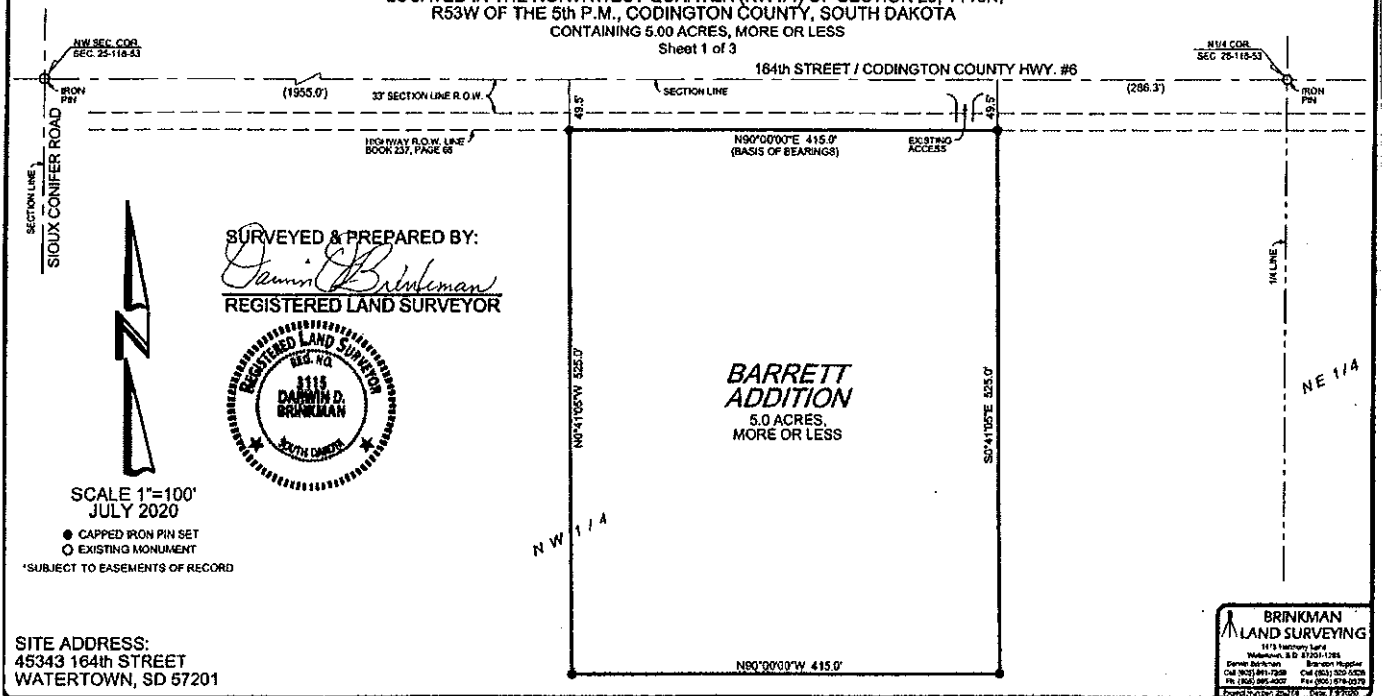 R53W OF THE 5th P.M., CODINGTON COUNTY, SOUTH DAKOTA
CONTAINING 5.00 ACRES, MORE OR LESS
Sheet 1 of 3
NW SEC. COR.
SEC. 25-118-53
N1/4 COR.
164th STREET / CODINGTON COUNTY HWY. #6
IRON
PIN
(1955.0')
33' SECTION LINE R.O.W.
SECTION LINE
(286.3')
IRON
PIN
49.5'
49.5'
HIGHWAY R.O.W. LINE
BOOK 237, PAGE 65
N90°00'00"E 415.0'
(BASIS OF BEARINGS)
EXISTING
ACCESS
SECTION LINE
SIOUX CONIFER ROAD
SURVEYED & PREPARED BY:
Darwin D Brinkman
REGISTERED LAND SURVEYOR
REGISTERED LAND SURVEYOR
REG. NO.
3115
DARWIN D.
BRINKMAN
SOUTH DAKOTA
N
1/4 LINE
NE 1/4
N0°41'05"W 525.0'
BARRETT
ADDITION
5.0 ACRES,
MORE OR LESS
S0°41'05"E 525.0'
SCALE 1"=100'
JULY 2020
CAPPED IRON PIN SET
EXISTING MONUMENT
*SUBJECT TO EASEMENTS OF RECORD
NW 1/4
SITE ADDRESS:
45343 164th STREET
WATERTOWN, SD 57201
N90°00'00"W 415.0'
BRINKMAN
LAND SURVEYING